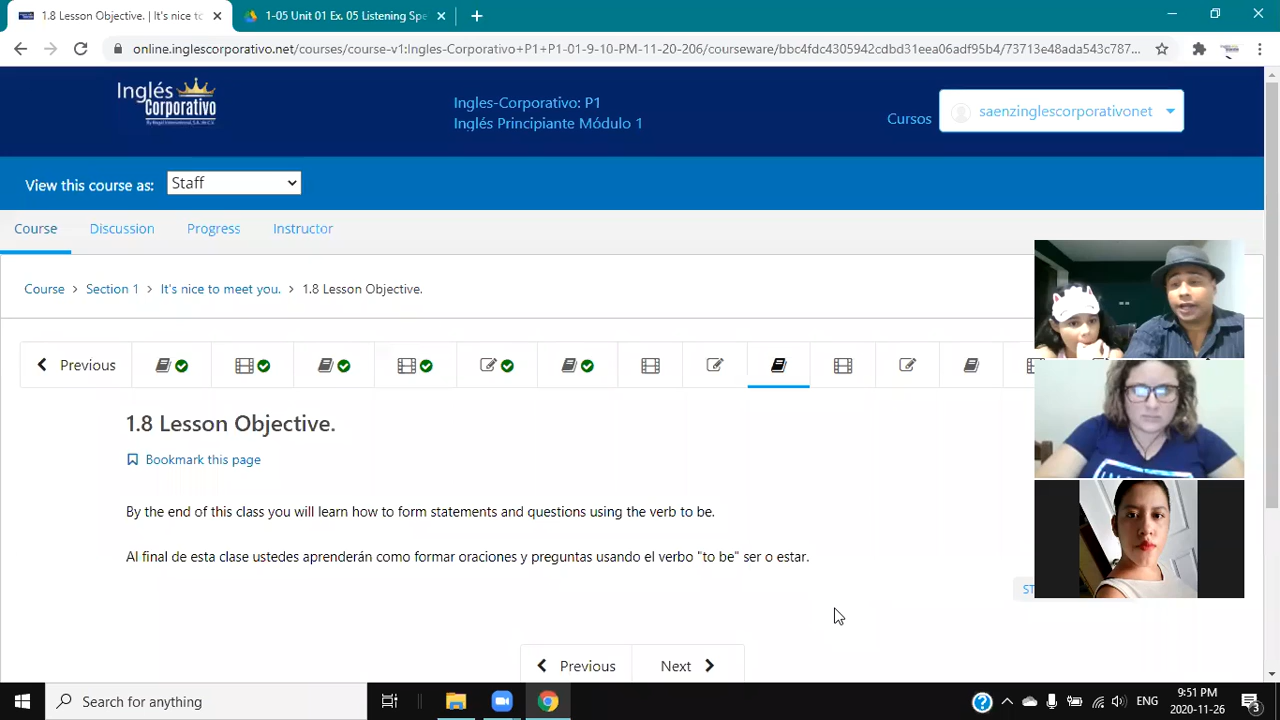 1.8 Lesson Objective. | It's nice to
1-05 Unit 01 Ex. 05 Listening Spe
online.inglescorporativo.net/courses/course-v1:Ingles-Corporativo+P1+P1-01-9-10-PM-11-20-206/courseware/bbc4fdc4305942cdbd31eea06adf95b4/73713e48ada543c787...
Inglés
Corporativo
Ingles-Corporativo: P1
Inglés Principiante Módulo 1
Cursos
saenzinglescorporativonet
View this course as:
Staff
Course
Discussion
Progress
Instructor
Course > Section 1 > It's nice to meet you. > 1.8 Lesson Objective.
Previous
1.8 Lesson Objective.
Bookmark this page
By the end of this class you will learn how to form statements and questions using the verb to be.
Al final de esta clase ustedes aprenderán como formar oraciones y preguntas usando el verbo "to be" ser o estar.
ST
Previous
Next
Search for anything
ENG
9:51 PM
2020-11-26
3